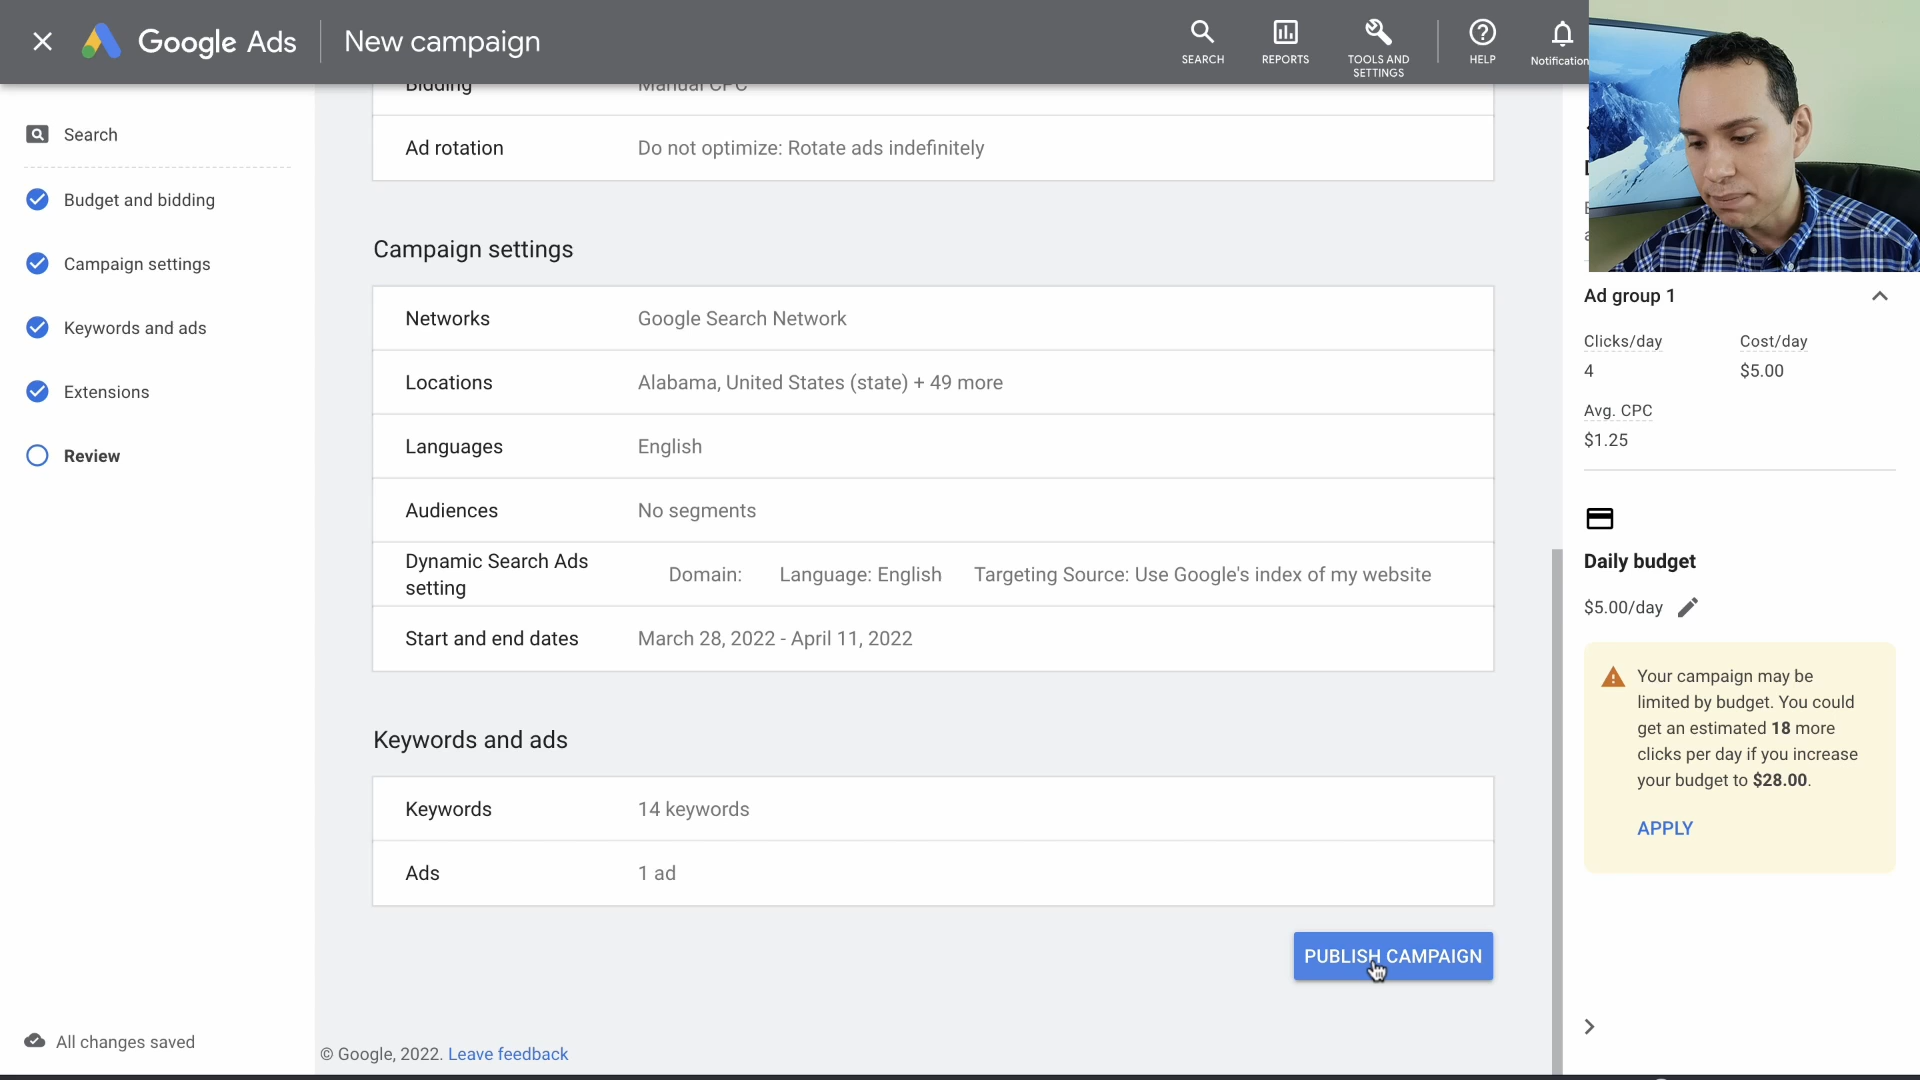 Google Ads
New campaign
SEARCH
REPORTS
TOOLS AND
SETTINGS
HELP
Notification
Search
Budget and bidding
Campaign settings
Keywords and ads
Extensions
Review
All changes saved
Bidding Manual CPC
Ad rotation Do not optimize: Rotate ads indefinitely
Campaign settings
Networks Google Search Network
Locations Alabama, United States (state) + 49 more
Languages English
Audiences No segments
Dynamic Search Ads
setting
Domain: Language: English Targeting Source: Use Google's index of my website
Start and end dates March 28, 2022 - April 11, 2022
Keywords and ads
Keywords 14 keywords
Ads 1 ad
PUBLISH CAMPAIGN
© Google, 2022. Leave feedback
Ad group 1
Clicks/day Cost/day
4 $5.00
Avg. CPC
$1.25
Daily budget
$5.00/day
Your campaign may be
limited by budget. You could
get an estimated 18 more
clicks per day if you increase
your budget to $28.00.
APPLY